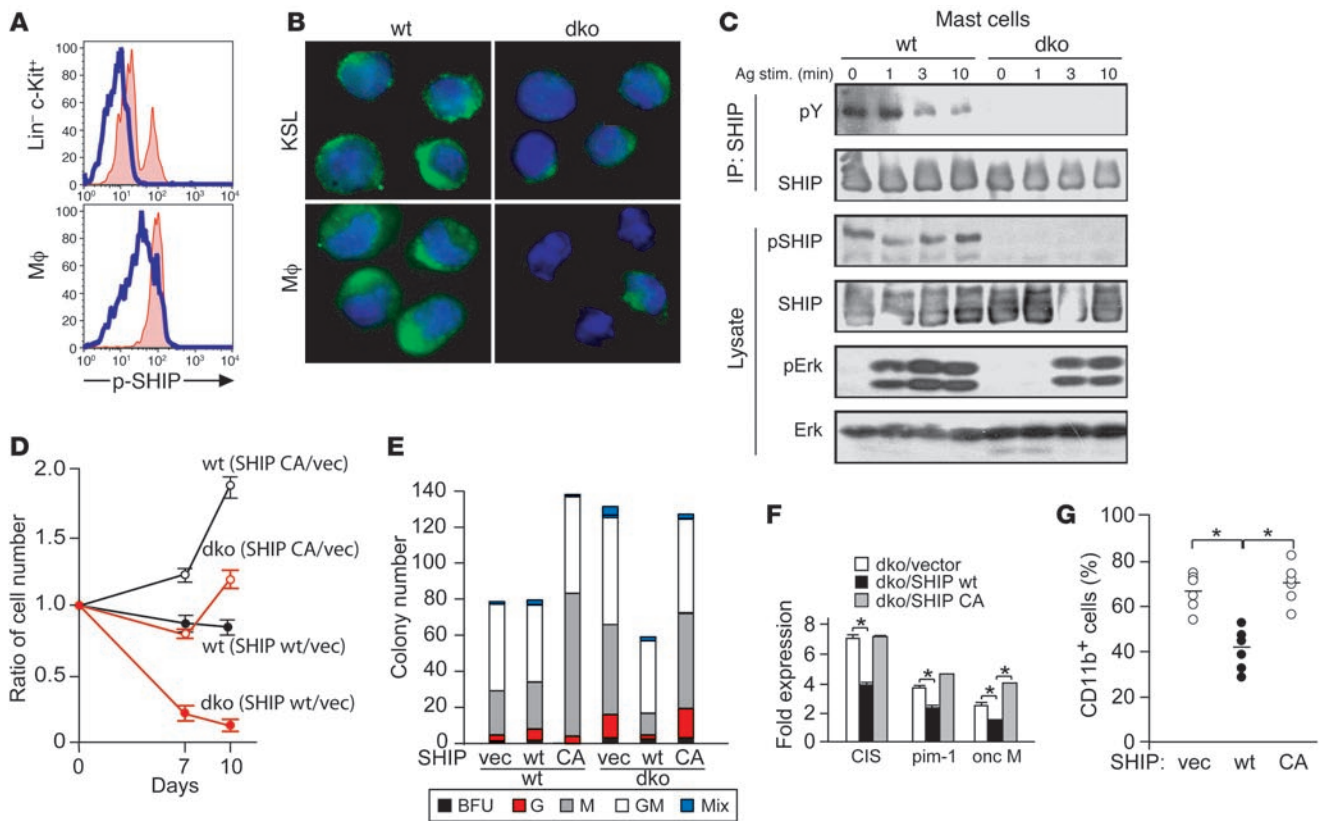 A
Lin⁻ c-Kit⁺
100
80
60
40
20
0
10⁰ 10¹ 10² 10³ 10⁴
Mϕ
100
80
60
40
20
0
10⁰ 10¹ 10² 10³ 10⁴
p-SHIP
B
wt dko
KSL
Mϕ
C
Mast cells
wt dko
Ag stim. (min) 0 1 3 10 0 1 3 10
IP: SHIP
pY
SHIP
Lysate
pSHIP
SHIP
pErk
Erk
D
Ratio of cell number
2.0
1.5
1.0
0.5
0
wt (SHIP CA/vec)
dko (SHIP CA/vec)
wt (SHIP wt/vec)
dko (SHIP wt/vec)
0 7 10
Days
E
Colony number
140
120
100
80
60
40
20
0
SHIP vec wt CA vec wt CA
wt dko
BFU G M GM Mix
F
dko/vector
dko/SHIP wt
dko/SHIP CA
Fold expression
8
6
4
2
0
* * * *
CIS pim-1 onc M
G
CD11b⁺ cells (%)
100
80
60
40
20
0
* *
SHIP: vec wt CA